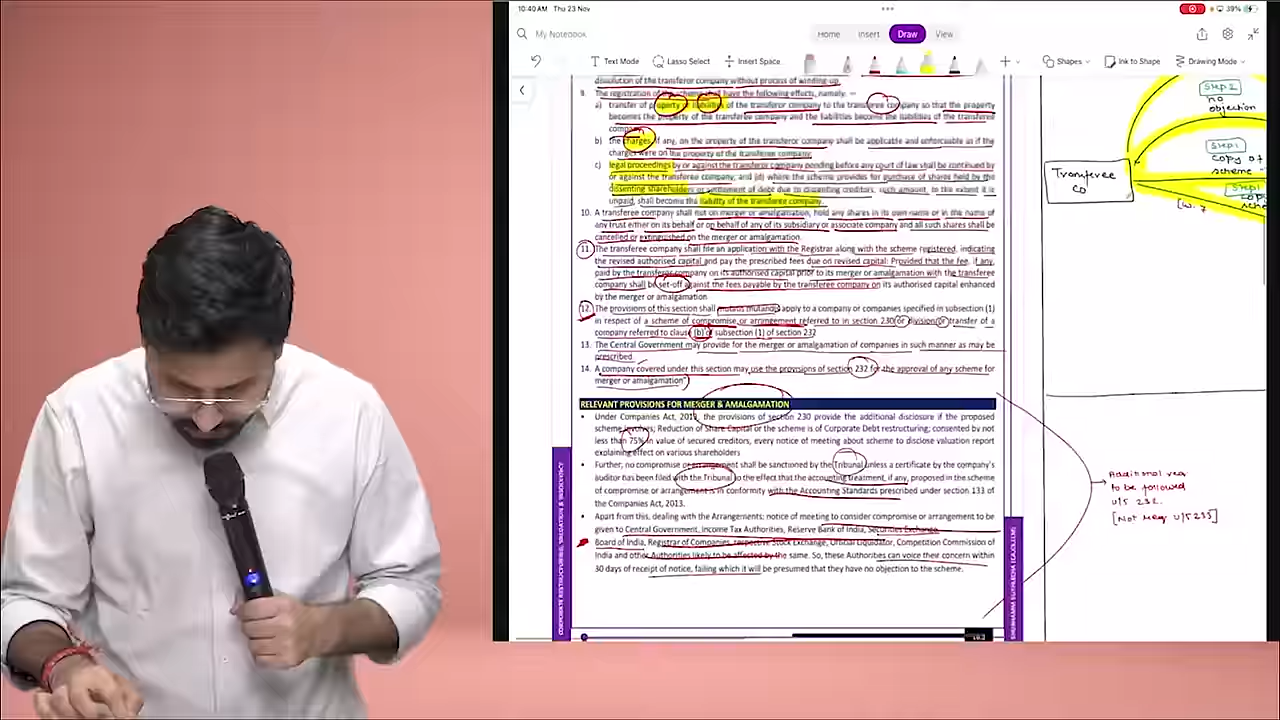 10:40 AM Thu 23 Nov
39%
My Notebook
Home Insert Draw View
Text Mode Lasso Select Insert Space Shapes Ink to Shape Drawing Mode
dissolution of the transferor company without process of winding-up.
9. The registration of the scheme shall have the following effects, namely: —
a) transfer of property or liabilities of the transferor company to the transferee company so that the property
becomes the property of the transferee company and the liabilities become the liabilities of the transferee
company
b) the charges, if any, on the property of the transferor company shall be applicable and enforceable as if the
charges were on the property of the transferee company;
c) legal proceedings by or against the transferor company pending before any court of law shall be continued by
or against the transferee company; and (d) where the scheme provides for purchase of shares held by the
dissenting shareholders or settlement of debt due to dissenting creditors, such amount, to the extent it is
unpaid, shall become the liability of the transferee company.
10. A transferee company shall not on merger or amalgamation, hold any shares in its own name or in the name of
any trust either on its behalf or on behalf of any of its subsidiary or associate company and all such shares shall be
cancelled or extinguished on the merger or amalgamation.
11. The transferee company shall file an application with the Registrar along with the scheme registered, indicating
the revised authorised capital and pay the prescribed fees due on revised capital: Provided that the fee, if any,
paid by the transferor company on its authorised capital prior to its merger or amalgamation with the transferee
company shall be set-off against the fees payable by the transferee company on its authorised capital enhanced
by the merger or amalgamation
12. The provisions of this section shall mutatis mutandis apply to a company or companies specified in subsection (1)
in respect of a scheme of compromise or arrangement referred to in section 230 or division or transfer of a
company referred to clause (b) of subsection (1) of section 232
13. The Central Government may provide for the merger or amalgamation of companies in such manner as may be
prescribed
14. A company covered under this section may use the provisions of section 232 for the approval of any scheme for
merger or amalgamation"
RELEVANT PROVISIONS FOR MERGER & AMALGAMATION
• Under Companies Act, 2013, the provisions of section 230 provide the additional disclosure if the proposed
scheme involves; Reduction of Share Capital or the scheme is of Corporate Debt restructuring; consented by not
less than 75% in value of secured creditors, every notice of meeting about scheme to disclose valuation report
explaining effect on various shareholders
• Further, no compromise or arrangement shall be sanctioned by the Tribunal unless a certificate by the company's
auditor has been filed with the Tribunal to the effect that the accounting treatment, if any, proposed in the
scheme of compromise or arrangement is in conformity with the Accounting Standards prescribed under section 133 of
the Companies Act, 2013.
• Apart from this, dealing with the Arrangements: notice of meeting to consider compromise or arrangement to be
given to Central Government, Income Tax Authorities, Reserve Bank of India, Securities Exchange
Board of India, Registrar of Companies, respective Stock Exchange, Official Liquidator, Competition Commission of
India and other Authorities likely to be affected by the same. So, these Authorities can voice their concern within
30 days of receipt of notice, failing which it will be presumed that they have no objection to the scheme.
Step 2
no
objection
Step 1
copy of
scheme
Step 1
Transferee
Co
Additional req
to be followed
u/s 232.
[Not req u/s 233]